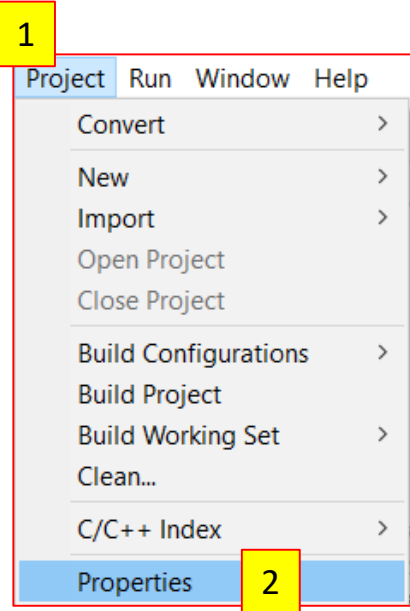 1
Project Run Window Help
Convert
New
Import
Open Project
Close Project
Build Configurations
Build Project
Build Working Set
Clean...
C/C++ Index
Properties 2